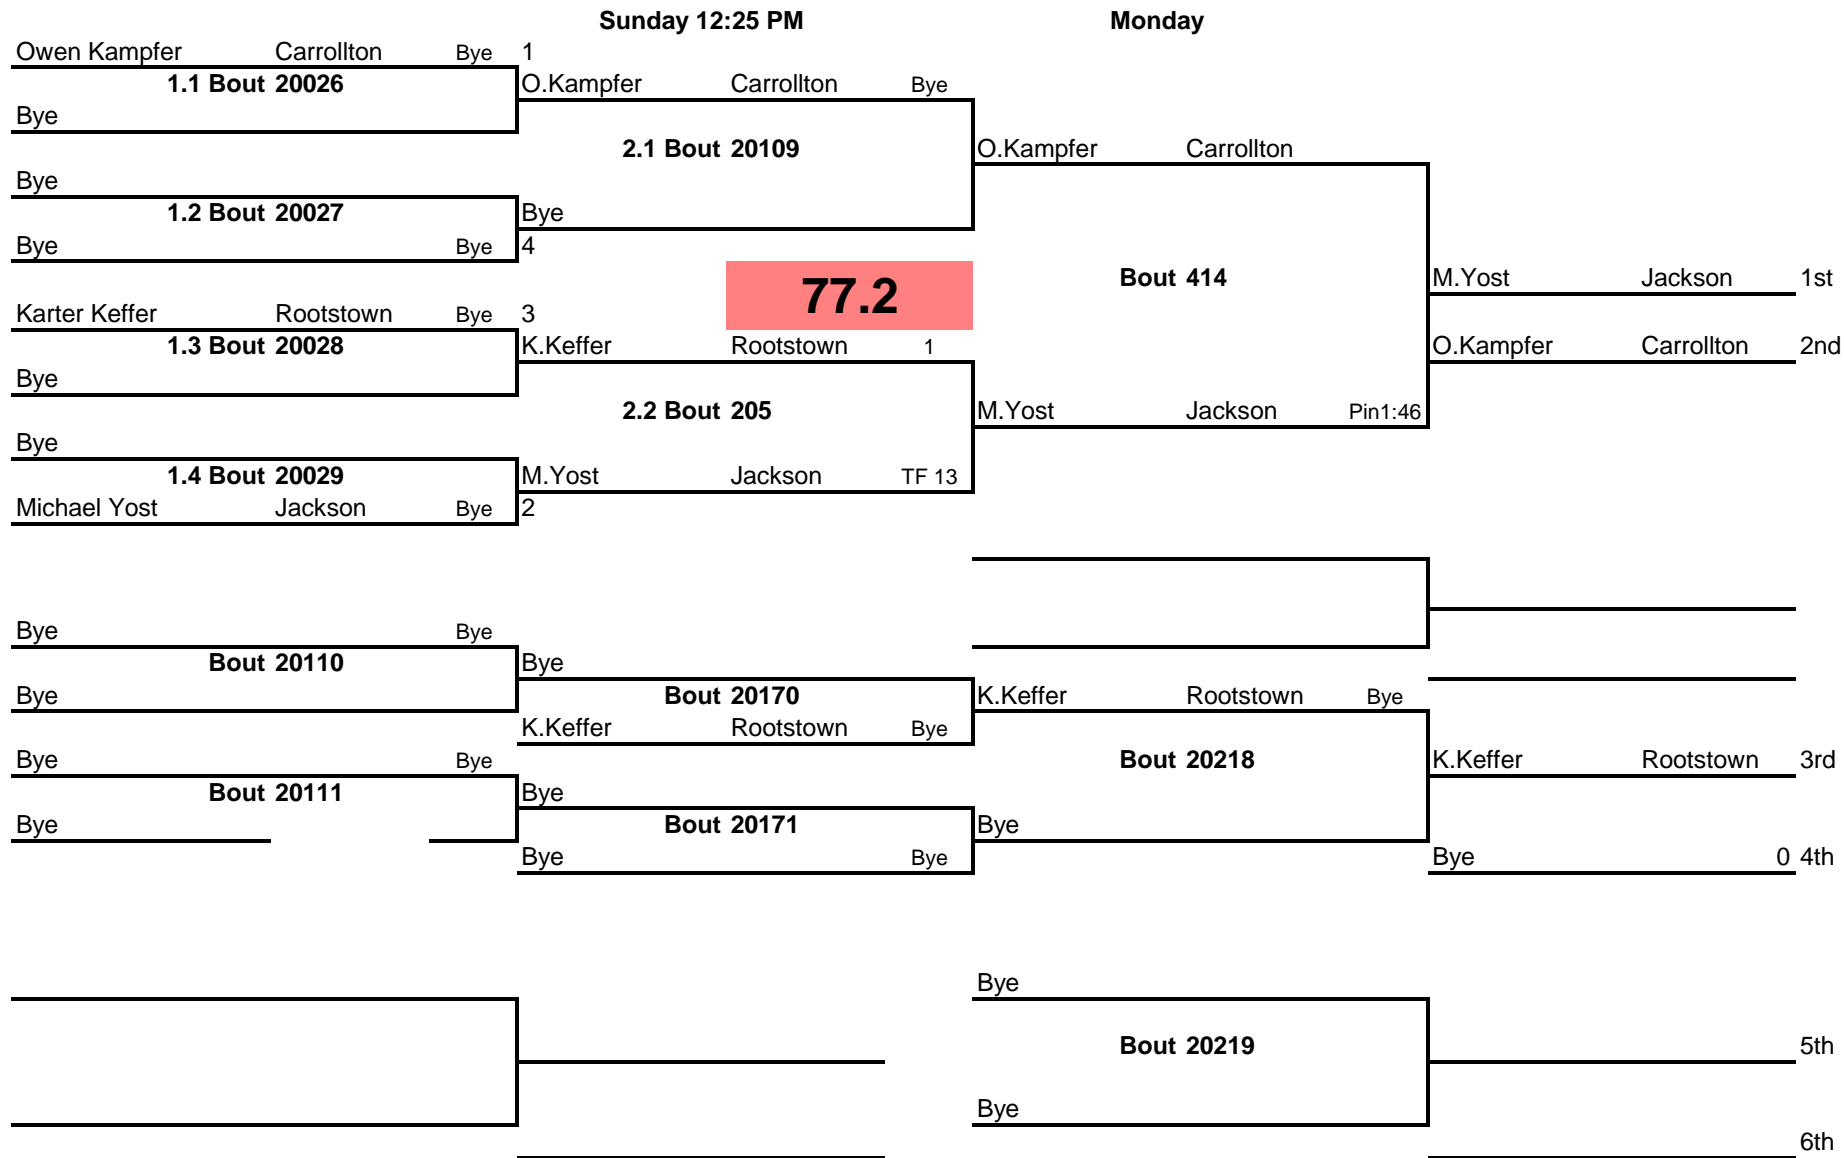 Sunday 12:25 PM Monday
Owen Kampfer Carrollton Bye 1
1.1 Bout 20026 O.Kampfer Carrollton Bye
Bye
2.1 Bout 20109 O.Kampfer Carrollton
Bye
1.2 Bout 20027 Bye
Bye Bye 4
77.2 Bout 414 M.Yost Jackson 1st
Karter Keffer Rootstown Bye 3
1.3 Bout 20028 K.Keffer Rootstown 1 O.Kampfer Carrollton 2nd
Bye
2.2 Bout 205 M.Yost Jackson Pin1:46
Bye
1.4 Bout 20029 M.Yost Jackson TF 13
Michael Yost Jackson Bye 2
Bye Bye
Bout 20110 Bye
Bye Bout 20170 K.Keffer Rootstown Bye
K.Keffer Rootstown Bye
Bye Bye Bout 20218 K.Keffer Rootstown 3rd
Bout 20111 Bye
Bye Bout 20171 Bye
Bye Bye Bye 0 4th
Bye
Bout 20219 5th
Bye
6th